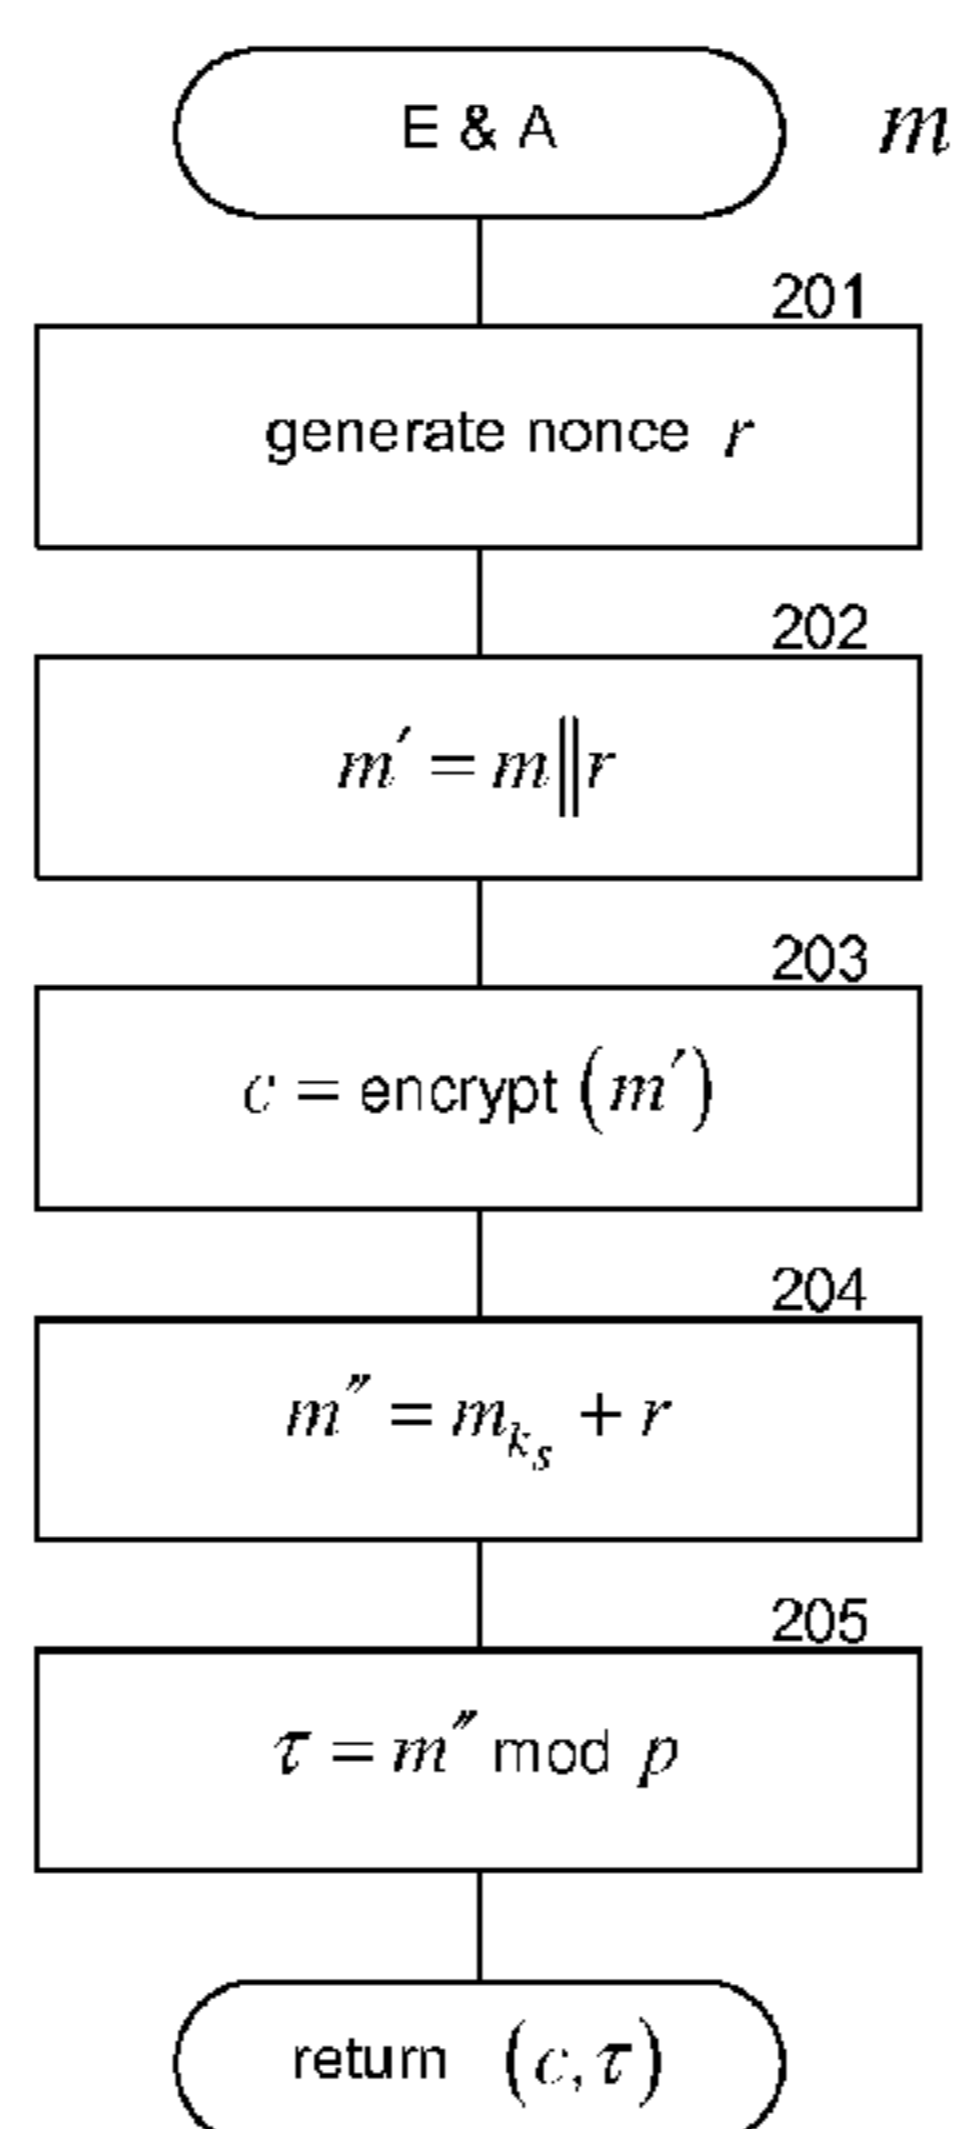 E & A m
201
generate nonce r
202
m′ = m‖r
203
c = encrypt (m′)
204
m″ = m_{k_s} + r
205
τ = m″ mod p
return (c, τ)